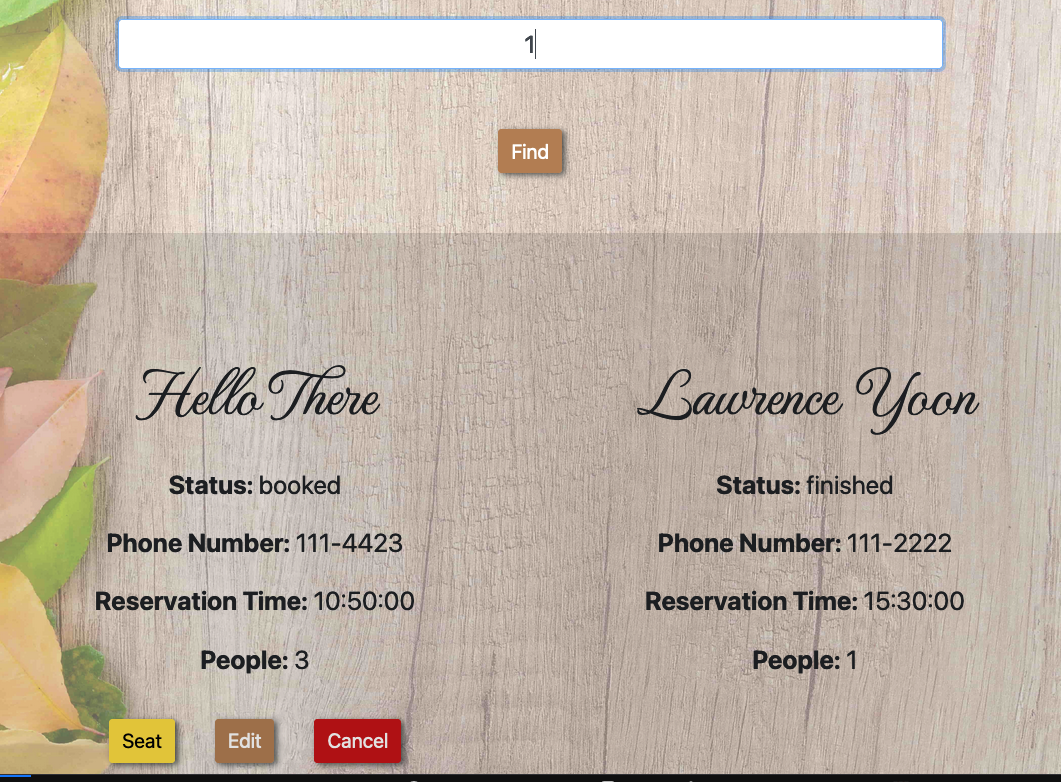 1
Find
Hello There
Status: booked
Phone Number: 111-4423
Reservation Time: 10:50:00
People: 3
Seat Edit Cancel
Lawrence Yoon
Status: finished
Phone Number: 111-2222
Reservation Time: 15:30:00
People: 1